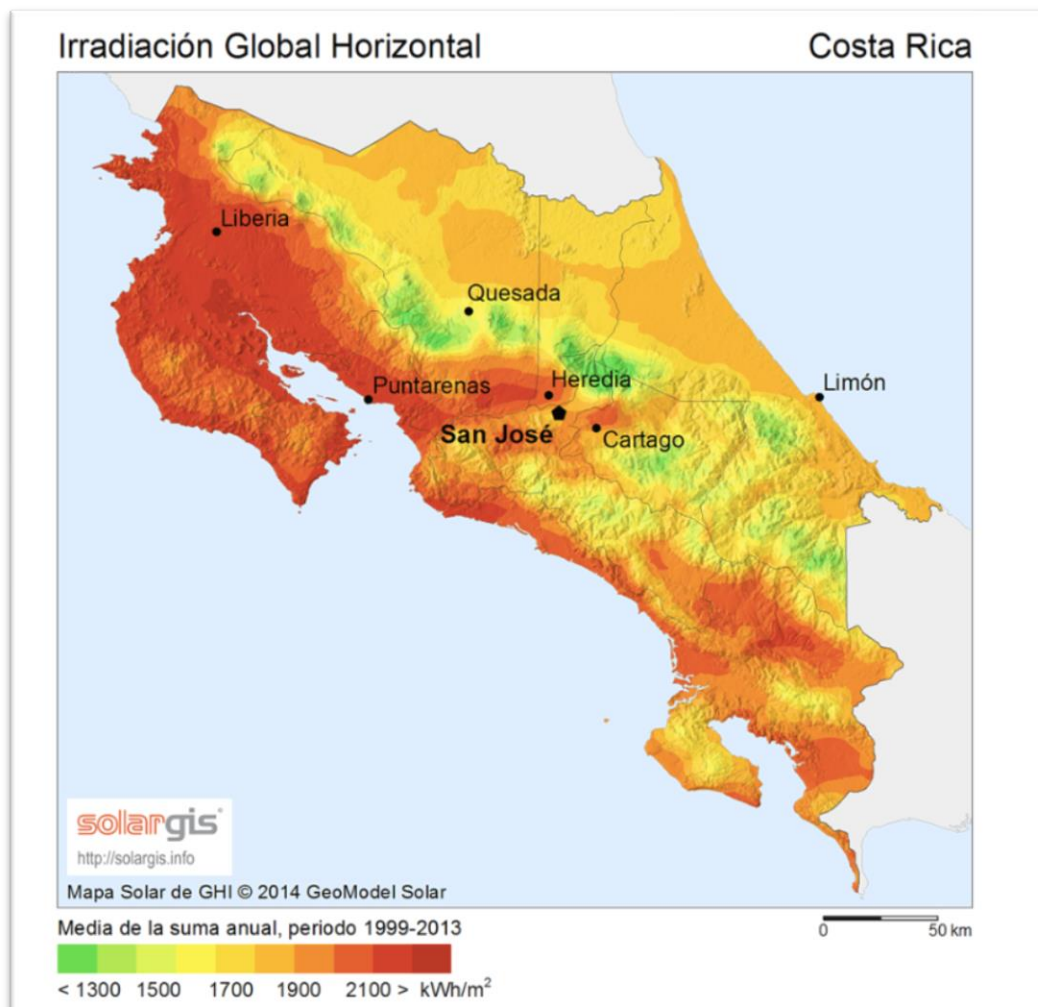 Irradiación Global Horizontal
Costa Rica
Liberia
Quesada
Puntarenas
Heredia
Limón
San José
Cartago
solargis
http://solargis.info
Mapa Solar de GHI © 2014 GeoModel Solar
Media de la suma anual, periodo 1999-2013
0 50 km
< 1300 1500 1700 1900 2100 > kWh/m²